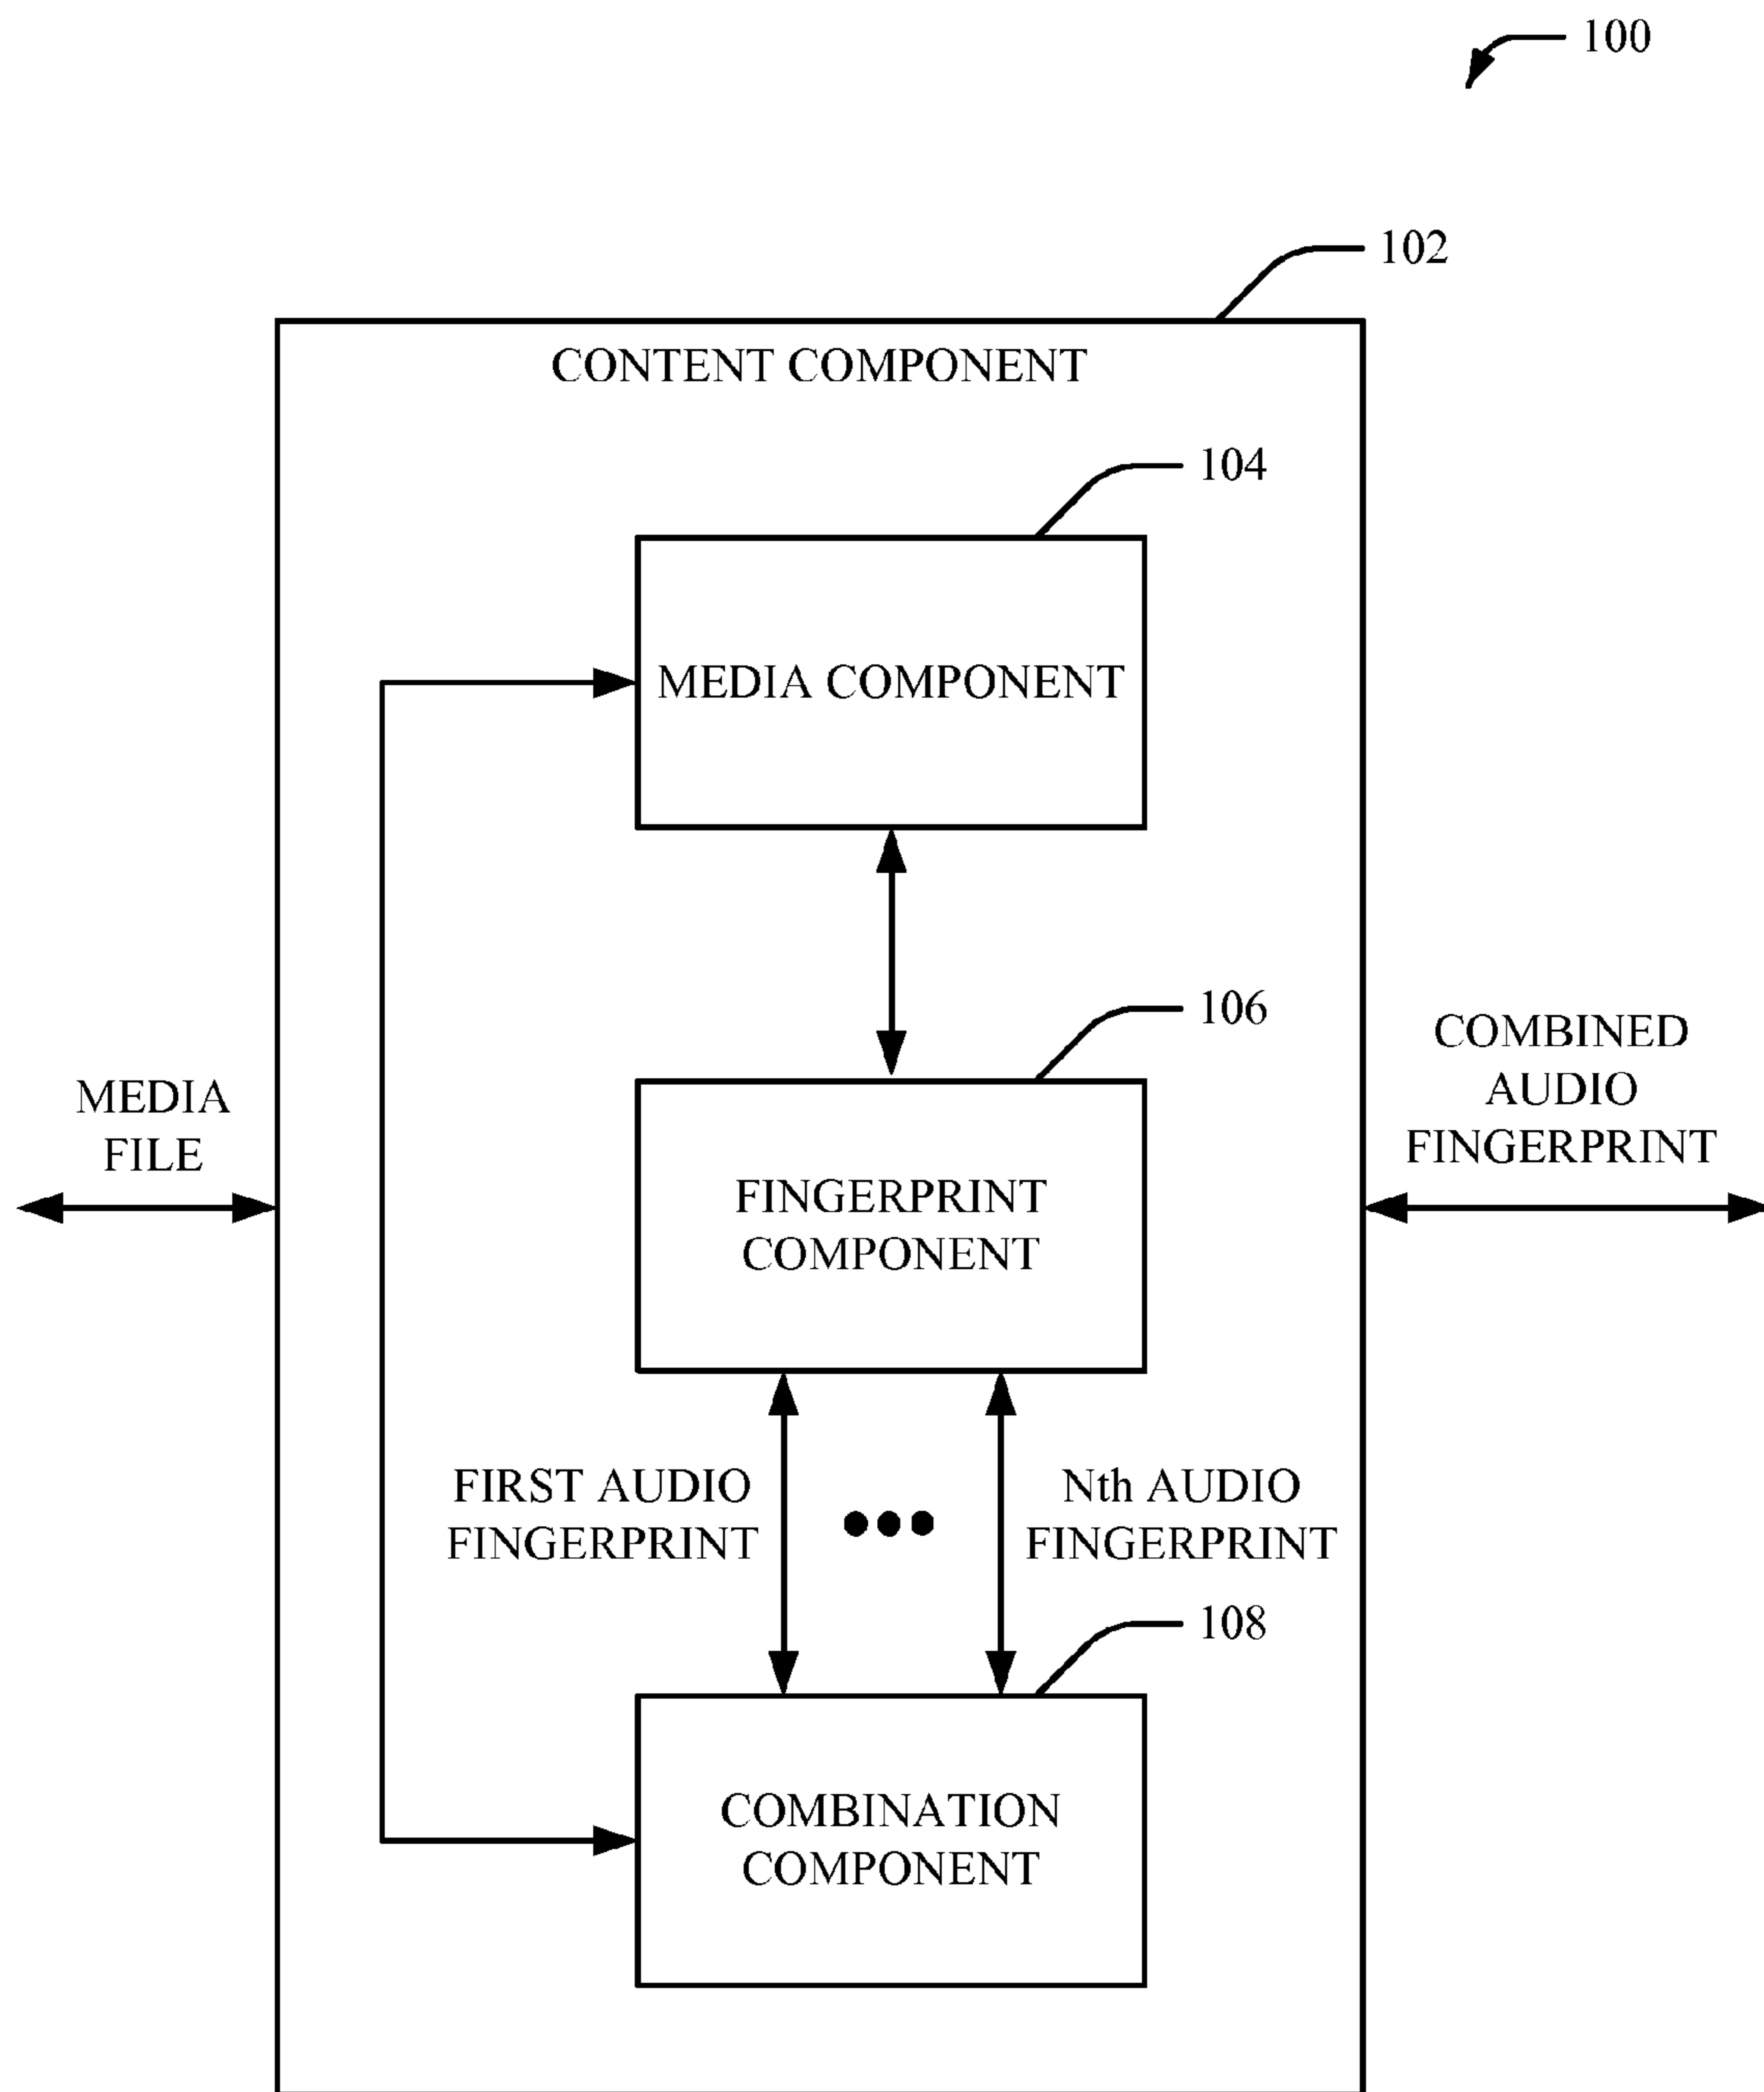 100
102
CONTENT COMPONENT
104
MEDIA COMPONENT
106
COMBINED
AUDIO
FINGERPRINT
MEDIA
FILE
FINGERPRINT
COMPONENT
FIRST AUDIO
FINGERPRINT
Nth AUDIO
FINGERPRINT
108
COMBINATION
COMPONENT